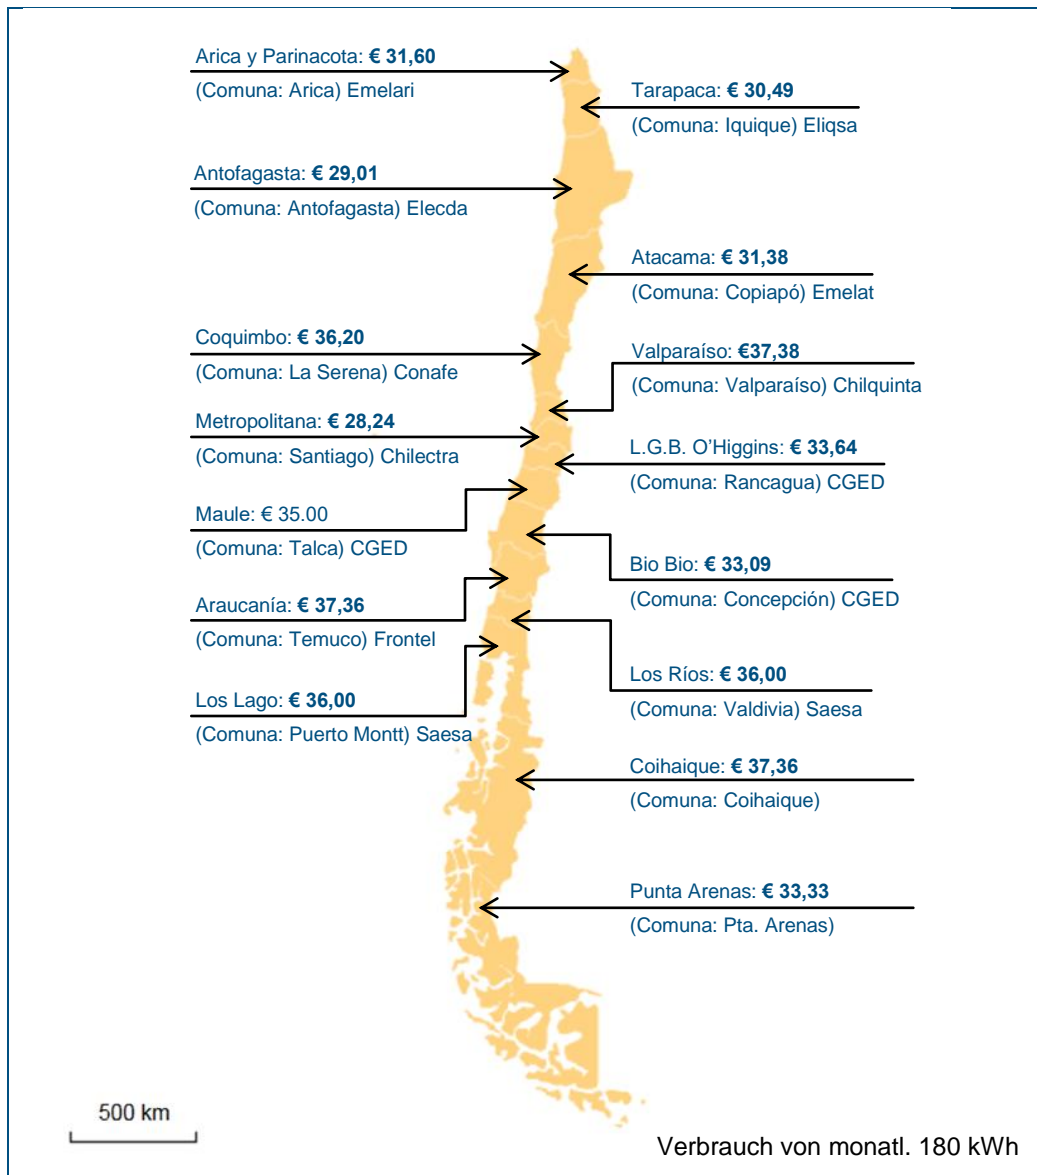 Arica y Parinacota: € 31,60
(Comuna: Arica) Emelari
Tarapaca: € 30,49
(Comuna: Iquique) Eliqsa
Antofagasta: € 29,01
(Comuna: Antofagasta) Elecda
Atacama: € 31,38
(Comuna: Copiapó) Emelat
Coquimbo: € 36,20
(Comuna: La Serena) Conafe
Valparaíso: €37,38
(Comuna: Valparaíso) Chilquinta
Metropolitana: € 28,24
(Comuna: Santiago) Chilectra
L.G.B. O’Higgins: € 33,64
(Comuna: Rancagua) CGED
Maule: € 35.00
(Comuna: Talca) CGED
Bio Bio: € 33,09
(Comuna: Concepción) CGED
Araucanía: € 37,36
(Comuna: Temuco) Frontel
Los Ríos: € 36,00
(Comuna: Valdivia) Saesa
Los Lago: € 36,00
(Comuna: Puerto Montt) Saesa
Coihaique: € 37,36
(Comuna: Coihaique)
Punta Arenas: € 33,33
(Comuna: Pta. Arenas)
500 km
Verbrauch von monatl. 180 kWh